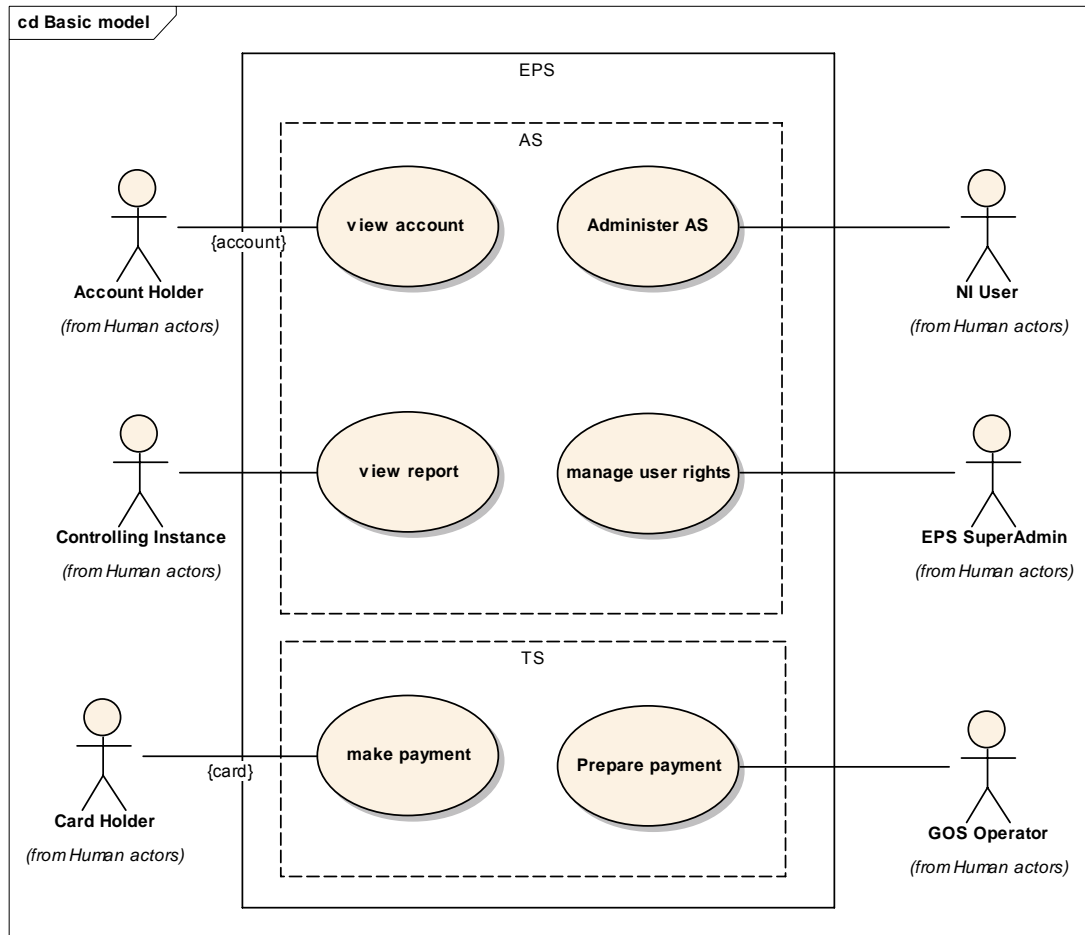 cd Basic model
EPS
AS
view account
Administer AS
{account}
Account Holder
(from Human actors)
NI User
(from Human actors)
view report
manage user rights
Controlling Instance
(from Human actors)
EPS SuperAdmin
(from Human actors)
TS
make payment
Prepare payment
{card}
Card Holder
(from Human actors)
GOS Operator
(from Human actors)